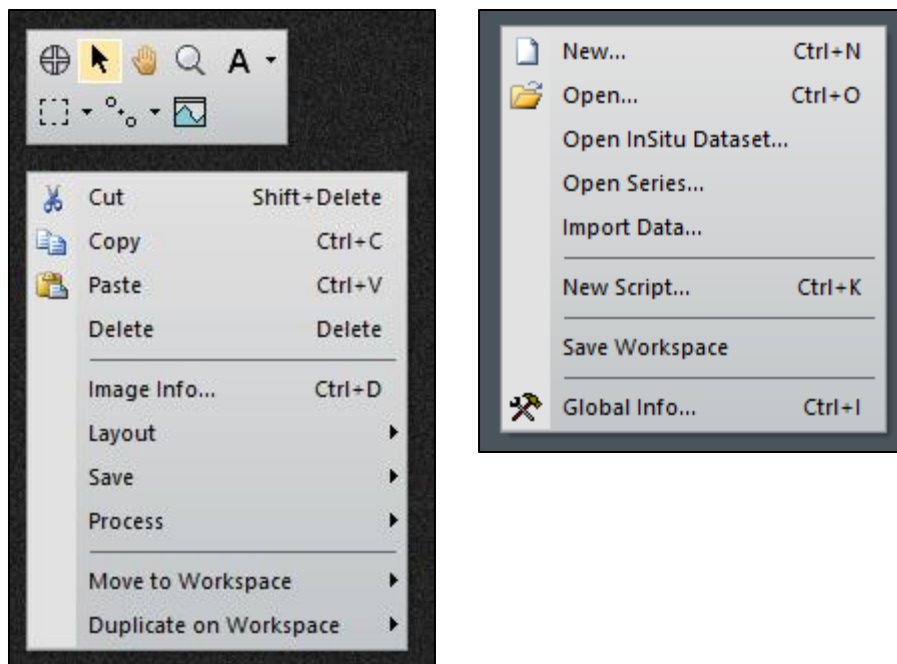 A
Cut Shift+Delete
Copy Ctrl+C
Paste Ctrl+V
Delete Delete
Image Info... Ctrl+D
Layout
Save
Process
Move to Workspace
Duplicate on Workspace
New... Ctrl+N
Open... Ctrl+O
Open InSitu Dataset...
Open Series...
Import Data...
New Script... Ctrl+K
Save Workspace
Global Info... Ctrl+I